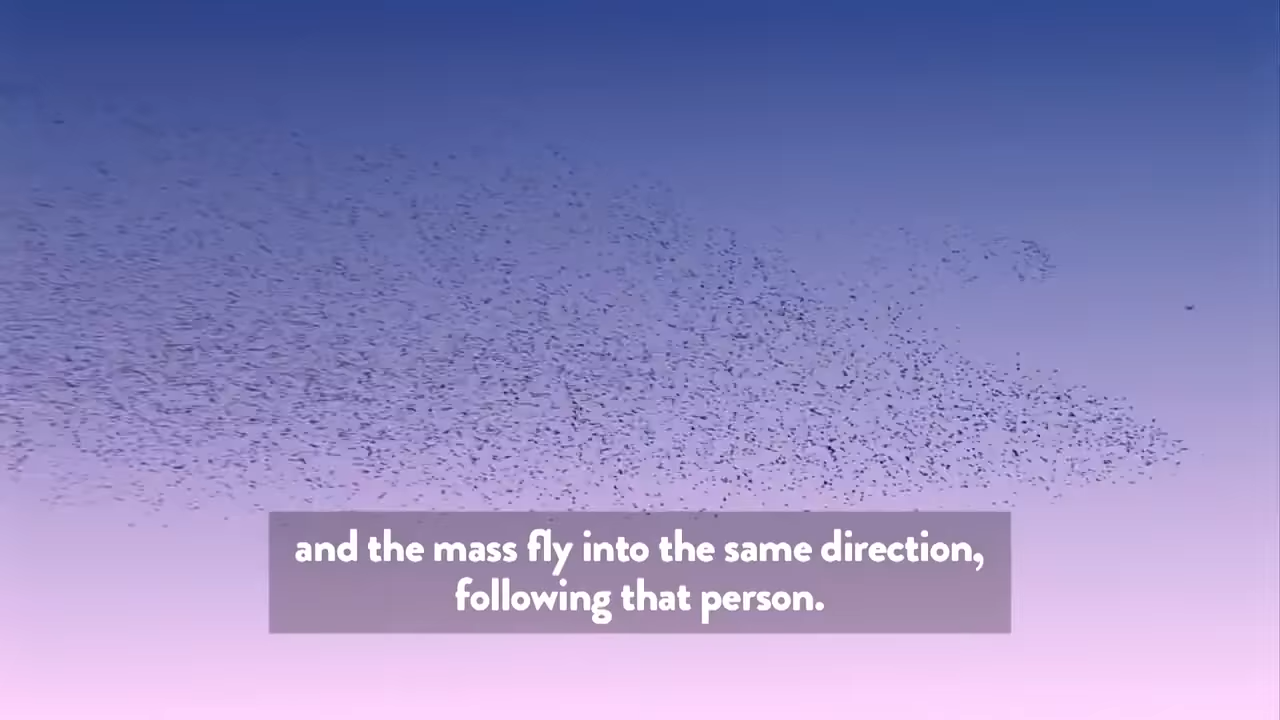 and the mass fly into the same direction,
following that person.